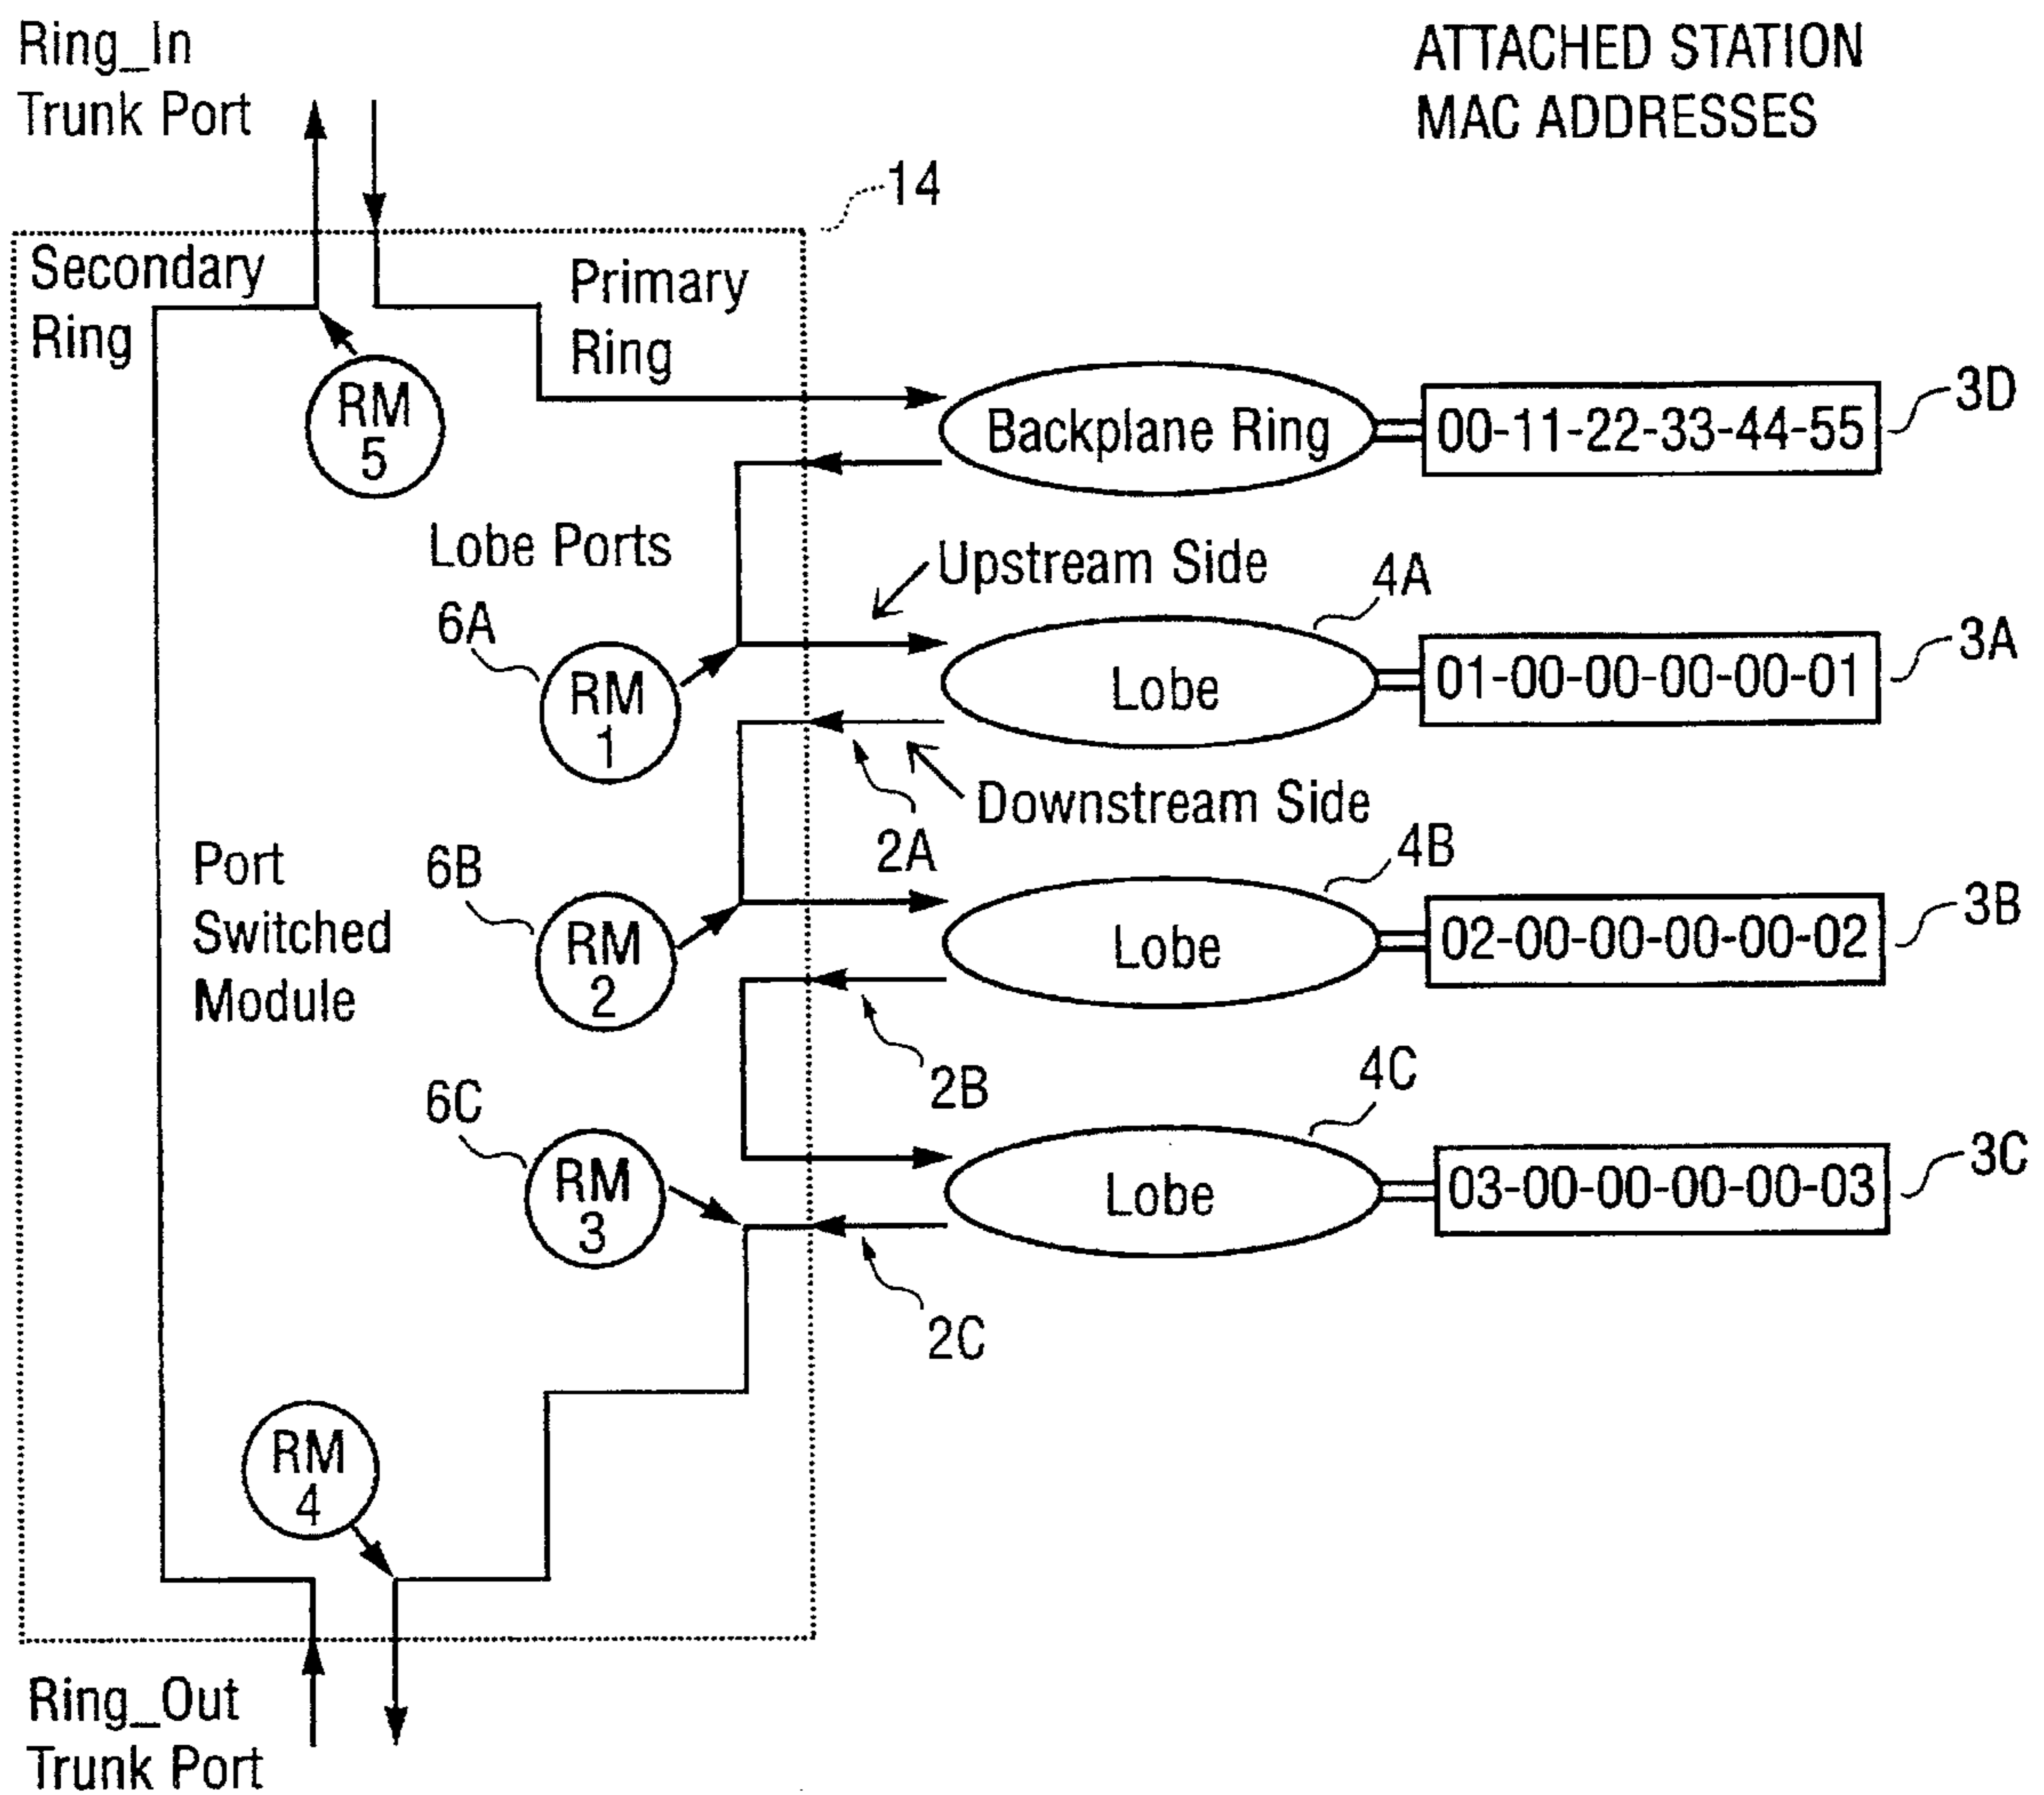 Ring_In
Trunk Port
ATTACHED STATION
MAC ADDRESSES
14
Secondary
Ring
Primary
Ring
RM
5
Backplane Ring
00-11-22-33-44-55
3D
Lobe Ports
Upstream Side
4A
6A
RM
1
Lobe
01-00-00-00-00-01
3A
Downstream Side
2A
Port
Switched
Module
4B
6B
RM
2
Lobe
02-00-00-00-00-02
3B
2B
4C
6C
RM
3
Lobe
03-00-00-00-00-03
3C
2C
RM
4
Ring_Out
Trunk Port